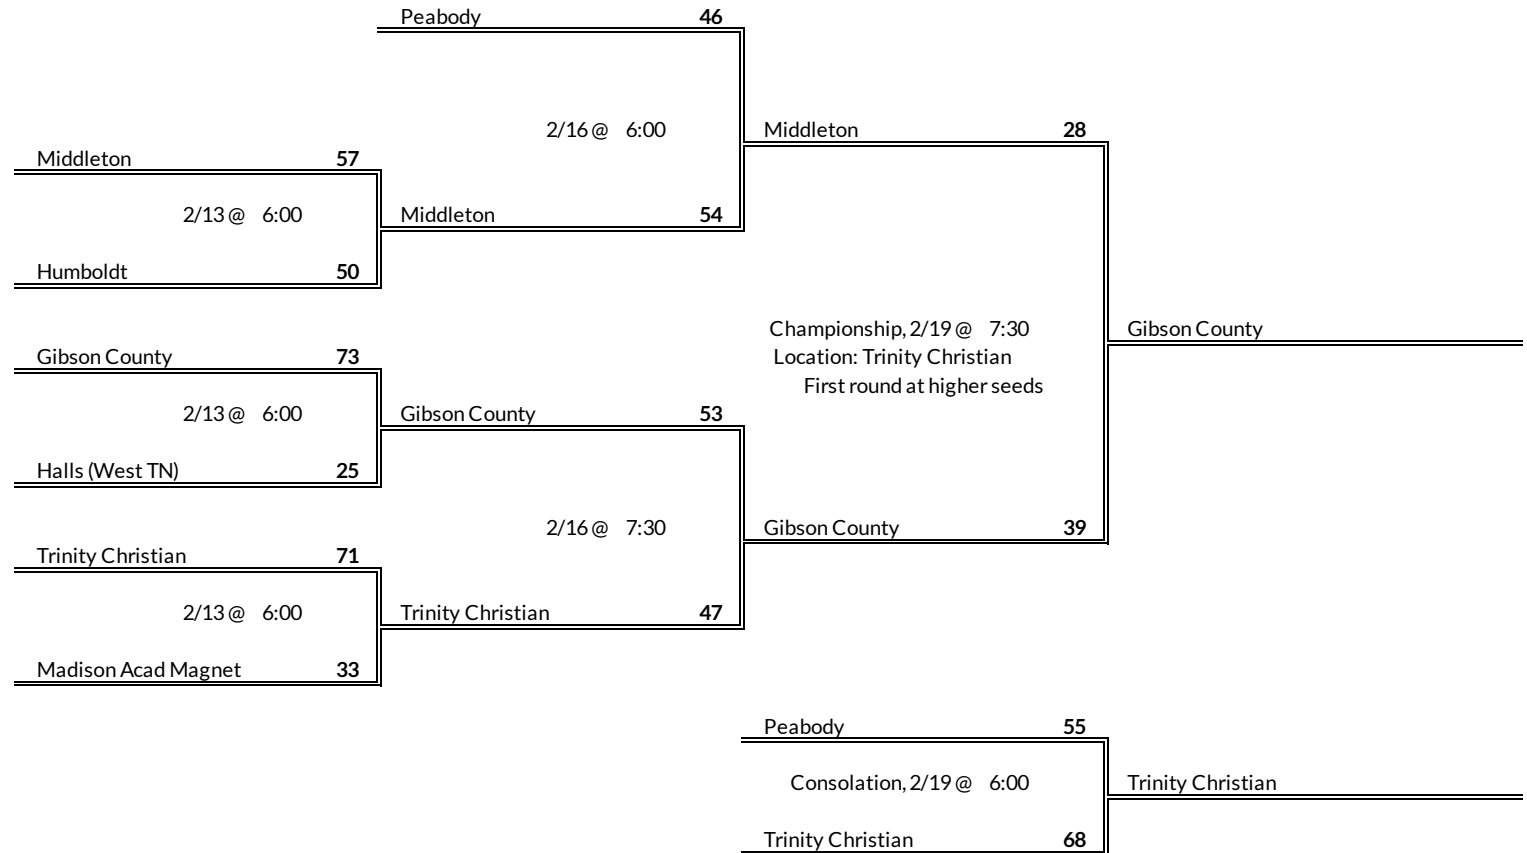 Peabody 46
2/16 @ 6:00
Middleton 28
Middleton 57
2/13 @ 6:00
Middleton 54
Humboldt 50
Championship, 2/19 @ 7:30
Gibson County
Location: Trinity Christian
Gibson County 73
First round at higher seeds
2/13 @ 6:00
Gibson County 53
Halls (West TN) 25
2/16 @ 7:30
Gibson County 39
Trinity Christian 71
2/13 @ 6:00
Trinity Christian 47
Madison Acad Magnet 33
Peabody 55
Consolation, 2/19 @ 6:00
Trinity Christian
Trinity Christian 68